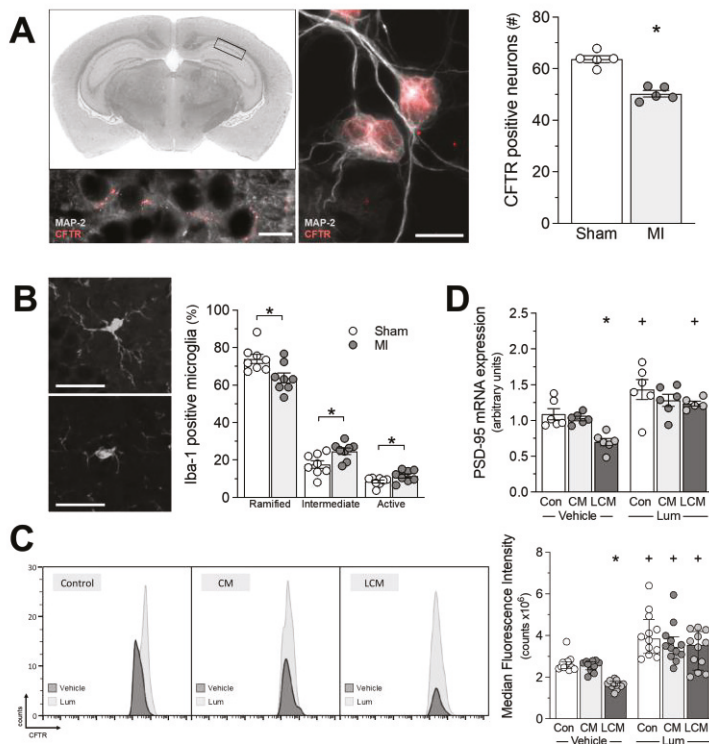 A
MAP-2
CFTR
MAP-2
CFTR
CFTR positive neurons (#)
80
60
40
20
0
*
Sham
MI
B
Iba-1 positive microglia (%)
100
80
60
40
20
0
*
*
*
Sham
MI
Ramified
Intermediate
Active
D
PSD-95 mRNA expression
(arbitrary units)
2.5
2.0
1.5
1.0
0.5
0.0
*
+
+
Con CM LCM Con CM LCM
Vehicle Lum
C
30
20
10
0
Control
CM
LCM
Vehicle
Lum
Vehicle
Lum
Vehicle
Lum
counts
CFTR
Median Fluorescence Intensity
(counts x10⁶)
8
6
4
2
0
*
+
+
+
Con CM LCM Con CM LCM
Vehicle Lum